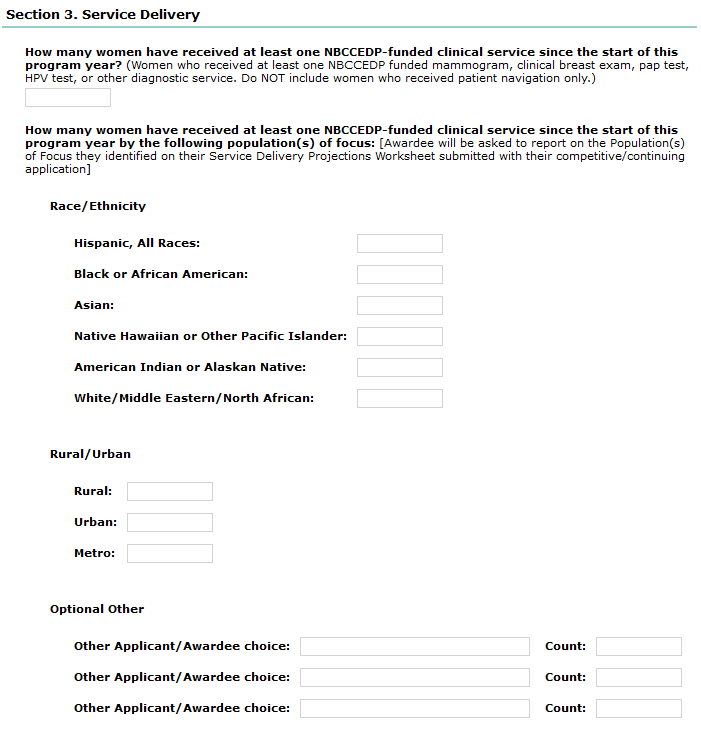 Section 3. Service Delivery
How many women have received at least one NBCCEDP-funded clinical service since the start of this
program year? (Women who received at least one NBCCEDP funded mammogram, clinical breast exam, pap test,
HPV test, or other diagnostic service. Do NOT include women who received patient navigation only.)
How many women have received at least one NBCCEDP-funded clinical service since the start of this
program year by the following population(s) of focus: [Awardee will be asked to report on the Population(s)
of Focus they identified on their Service Delivery Projections Worksheet submitted with their competitive/continuing
application]
Race/Ethnicity
Hispanic, All Races:
Black or African American:
Asian:
Native Hawaiian or Other Pacific Islander:
American Indian or Alaskan Native:
White/Middle Eastern/North African:
Rural/Urban
Rural:
Urban:
Metro:
Optional Other
Other Applicant/Awardee choice: Count:
Other Applicant/Awardee choice: Count:
Other Applicant/Awardee choice: Count: